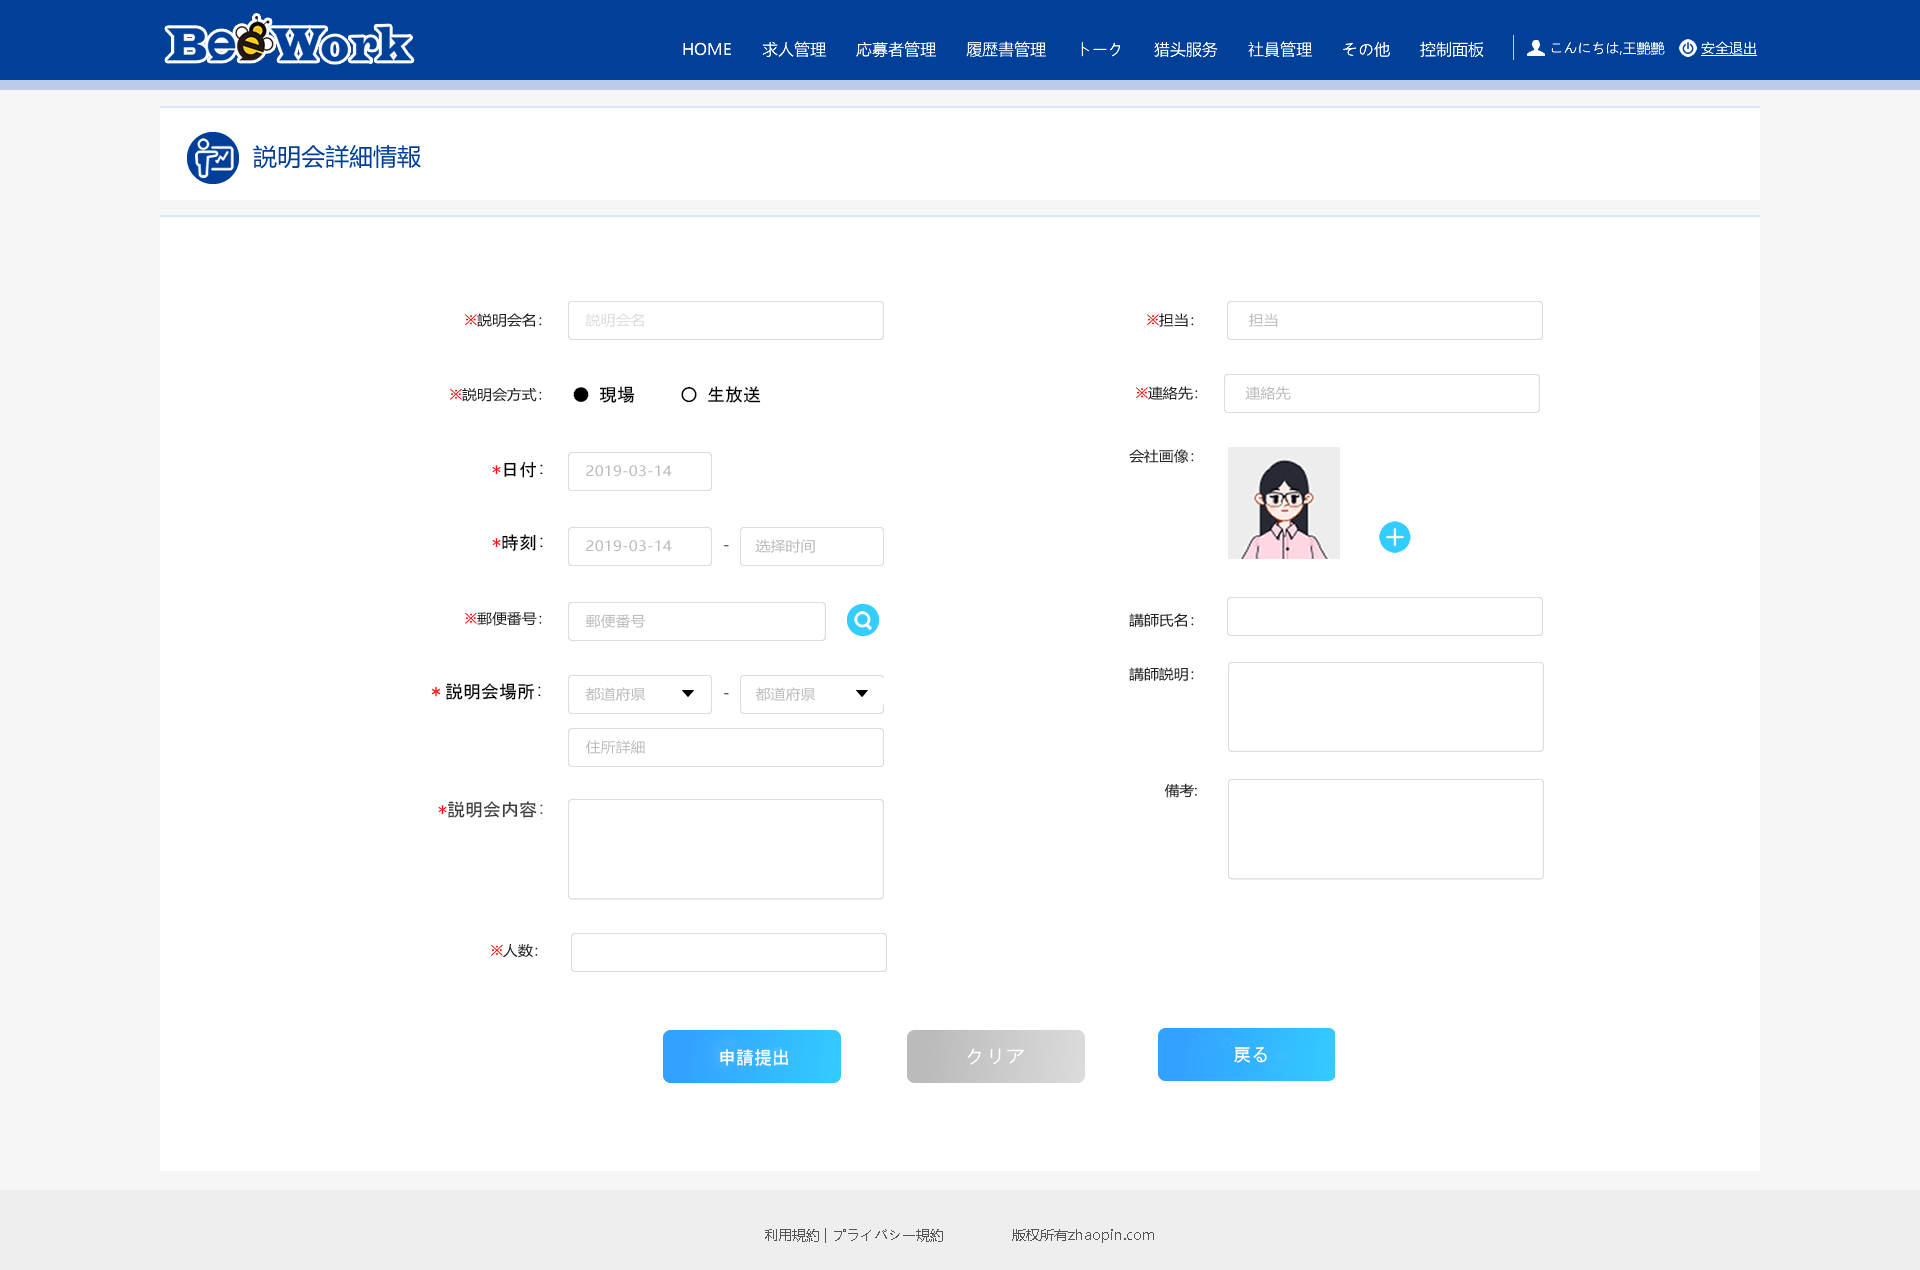 BeeWork
HOME 求人管理 応募者管理 履歴書管理 トーク 猎头服务 社員管理 その他 控制面板 こんにちは,王艷艷 安全退出
説明会詳細情報
※説明会名: 説明会名
※担当: 担当
※説明会方式: 現場 生放送
※連絡先: 連絡先
会社画像:
*日付: 2019-03-14
*時刻: 2019-03-14 - 选择时间
※郵便番号: 郵便番号
講師氏名:
講師説明:
* 説明会場所: 都道府県 - 都道府県
住所詳細
備考:
*説明会内容:
※人数:
申請提出 クリア 戻る
利用規約 | プライバシー規約 版权所有zhaopin.com